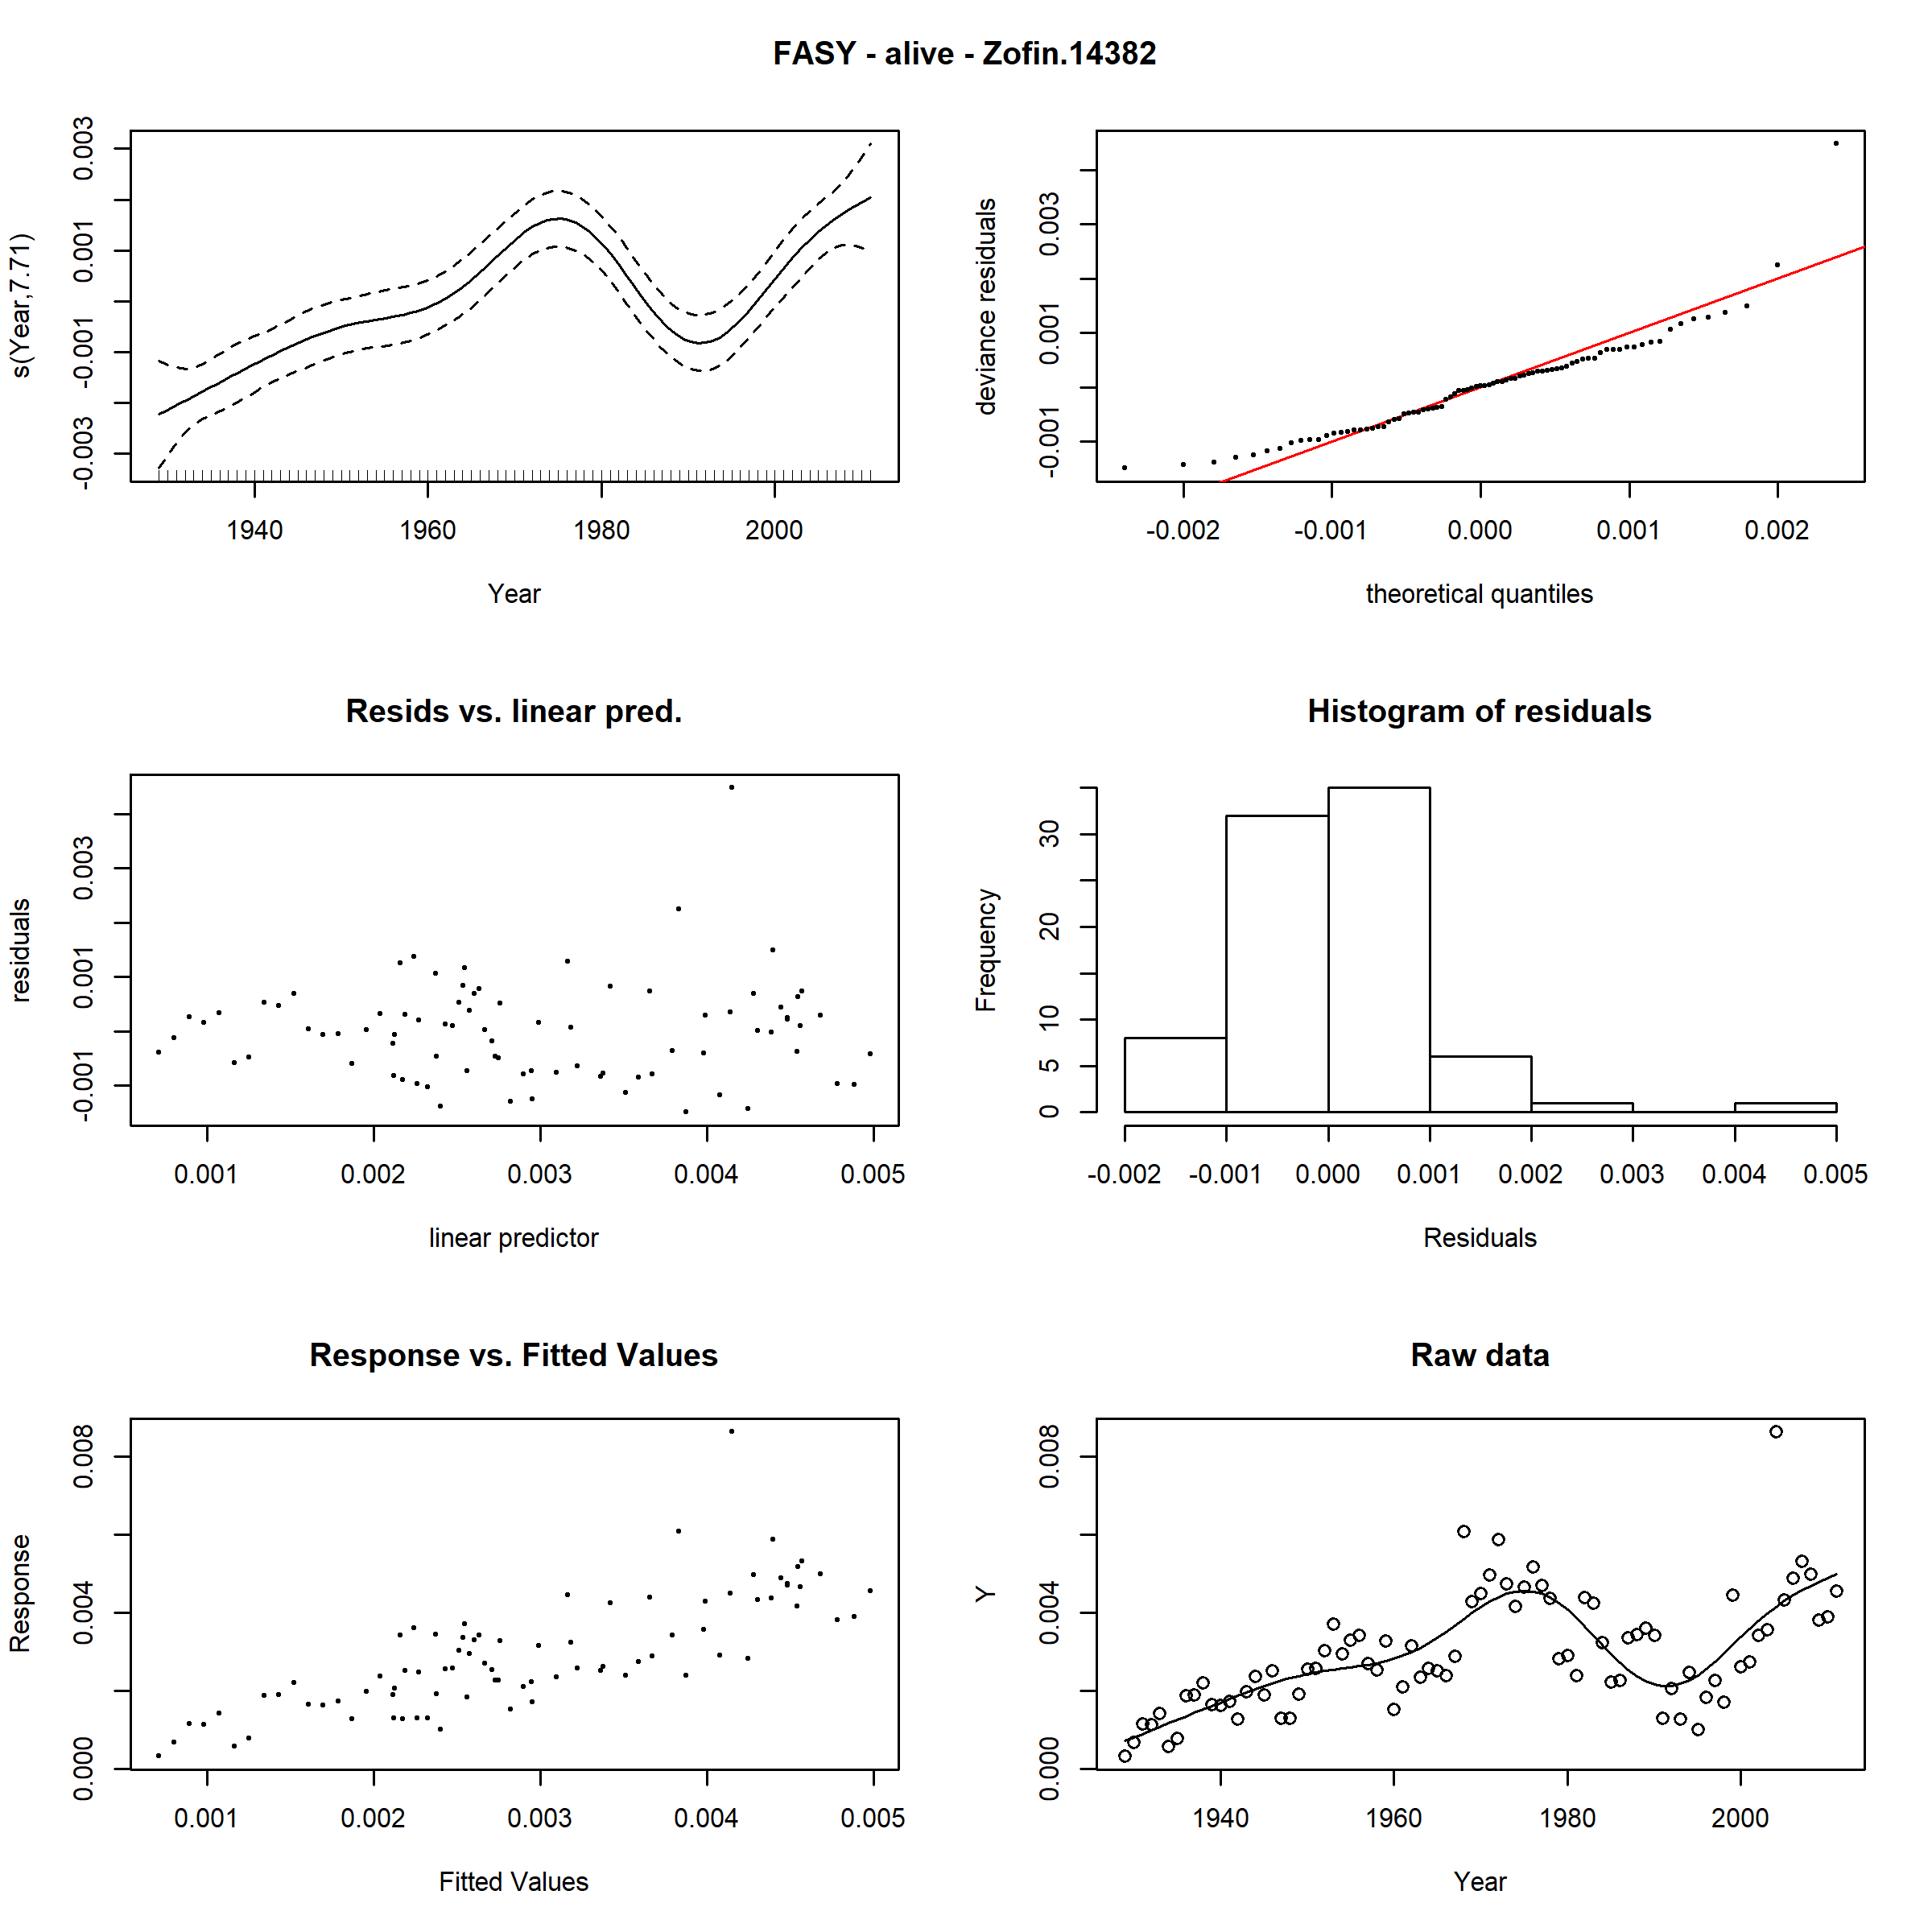 FASY - alive - Zofin.14382
s(Year,7.71)
-0.003 -0.001 0.001 0.003
1940 1960 1980 2000
Year
deviance residuals
-0.001 0.001 0.003
-0.002 -0.001 0.000 0.001 0.002
theoretical quantiles
Resids vs. linear pred.
residuals
-0.001 0.001 0.003
0.001 0.002 0.003 0.004 0.005
linear predictor
Histogram of residuals
Frequency
0 5 10 20 30
-0.002 -0.001 0.000 0.001 0.002 0.003 0.004 0.005
Residuals
Response vs. Fitted Values
Response
0.000 0.004 0.008
0.001 0.002 0.003 0.004 0.005
Fitted Values
Raw data
Y
0.000 0.004 0.008
1940 1960 1980 2000
Year